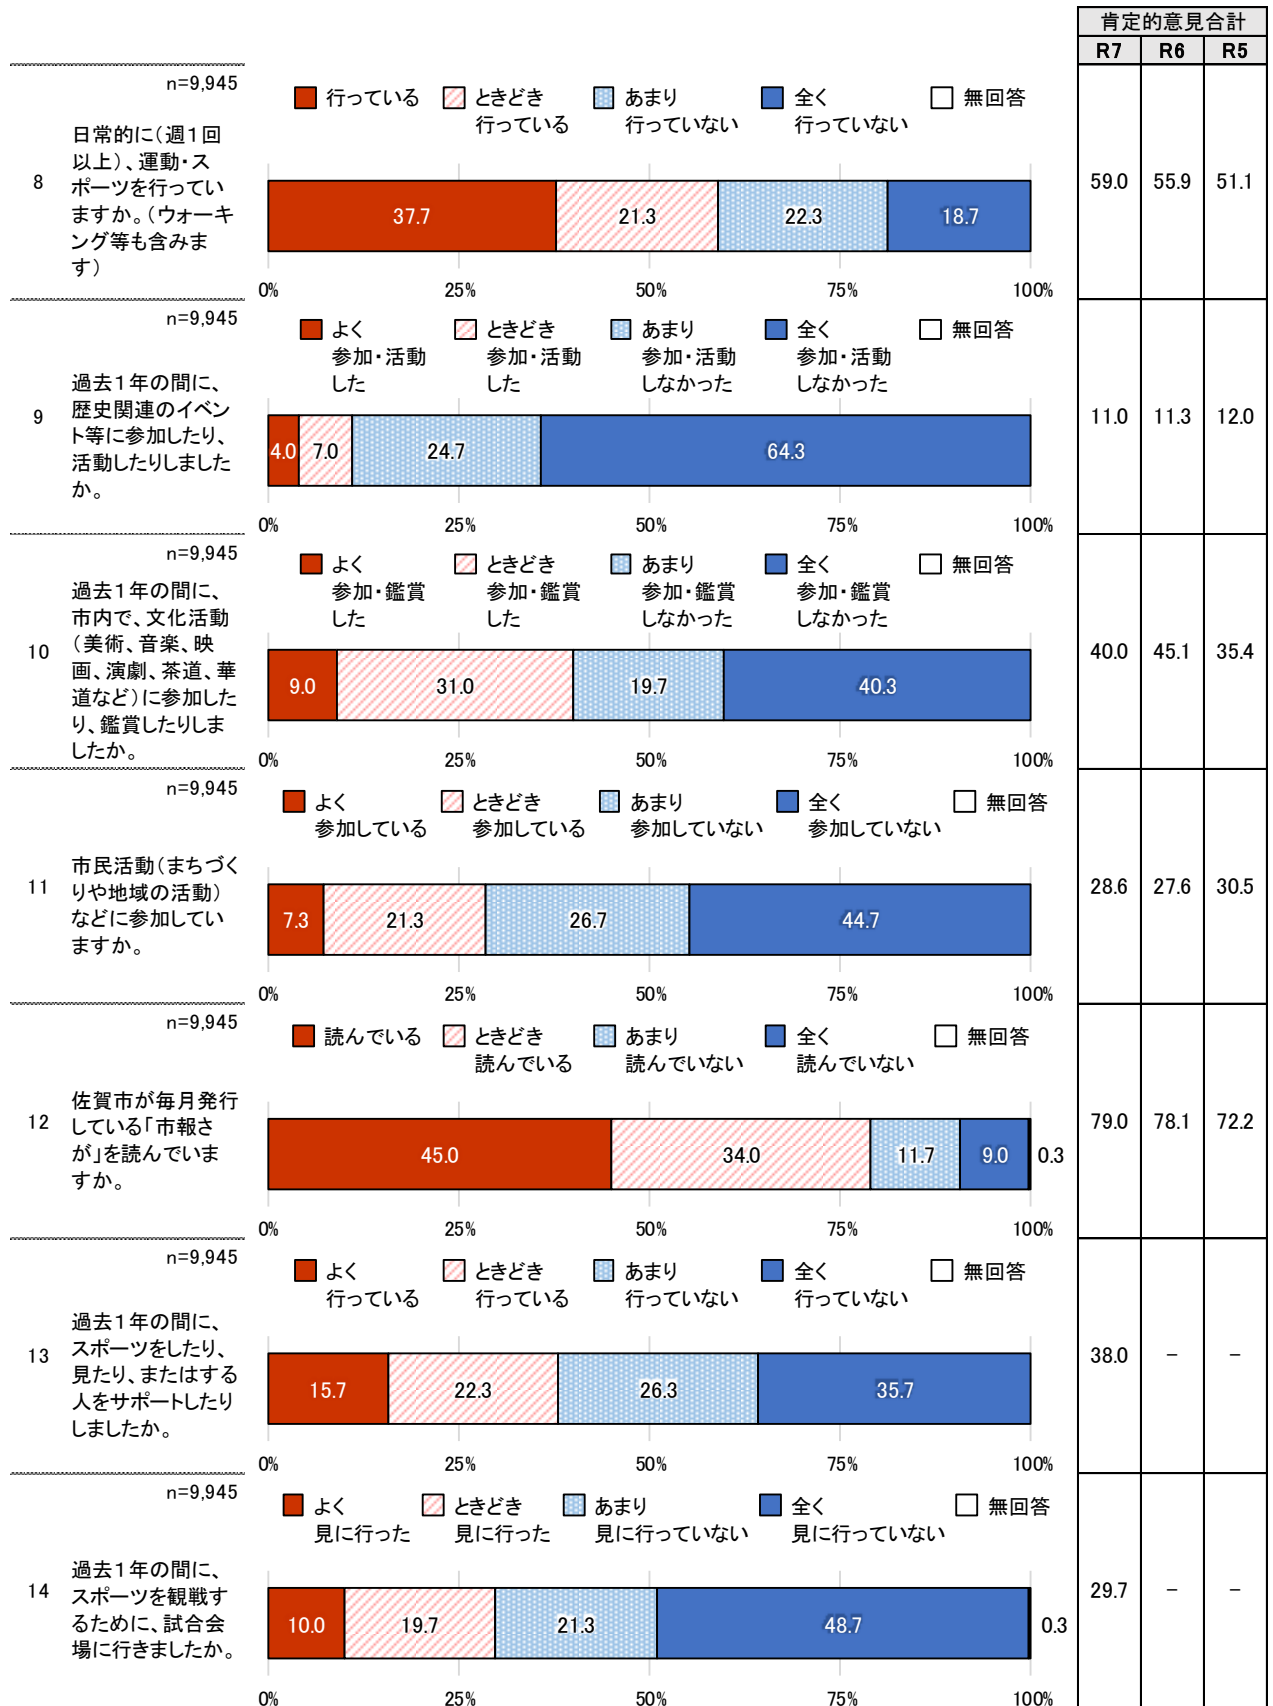 肯定的意見合計
R7 R6 R5
n=9,945
行っている ときどき あまり 全く 無回答
行っている 行っていない 行っていない
8
日常的に(週1回
以上)、運動・ス
ポーツを行ってい
ますか。(ウォーキ
ング等も含みま
す)
37.7 21.3 22.3 18.7
59.0 55.9 51.1
0% 25% 50% 75% 100%
n=9,945
よく ときどき あまり 全く 無回答
参加・活動 参加・活動 参加・活動 参加・活動
した した しなかった しなかった
9
過去1年の間に、
歴史関連のイベン
ト等に参加したり、
活動したりしました
か。
4.0 7.0 24.7 64.3
11.0 11.3 12.0
0% 25% 50% 75% 100%
n=9,945
よく ときどき あまり 全く 無回答
参加・鑑賞 参加・鑑賞 参加・鑑賞 参加・鑑賞
した した しなかった しなかった
10
過去1年の間に、
市内で、文化活動
(美術、音楽、映
画、演劇、茶道、華
道など)に参加した
り、鑑賞したりしま
したか。
9.0 31.0 19.7 40.3
40.0 45.1 35.4
0% 25% 50% 75% 100%
n=9,945
よく ときどき あまり 全く 無回答
参加している 参加している 参加していない 参加していない
11
市民活動(まちづく
りや地域の活動)
などに参加してい
ますか。
7.3 21.3 26.7 44.7
28.6 27.6 30.5
0% 25% 50% 75% 100%
n=9,945
読んでいる ときどき あまり 全く 無回答
読んでいる 読んでいない 読んでいない
12
佐賀市が毎月発行
している「市報さ
が」を読んでいま
すか。
45.0 34.0 11.7 9.0 0.3
79.0 78.1 72.2
0% 25% 50% 75% 100%
n=9,945
よく ときどき あまり 全く 無回答
行っている 行っている 行っていない 行っていない
13
過去1年の間に、
スポーツをしたり、
見たり、またはする
人をサポートしたり
しましたか。
15.7 22.3 26.3 35.7
38.0 － －
0% 25% 50% 75% 100%
n=9,945
よく ときどき あまり 全く 無回答
見に行った 見に行った 見に行っていない 見に行っていない
14
過去1年の間に、
スポーツを観戦す
るために、試合会
場に行きましたか。
10.0 19.7 21.3 48.7 0.3
29.7 － －
0% 25% 50% 75% 100%